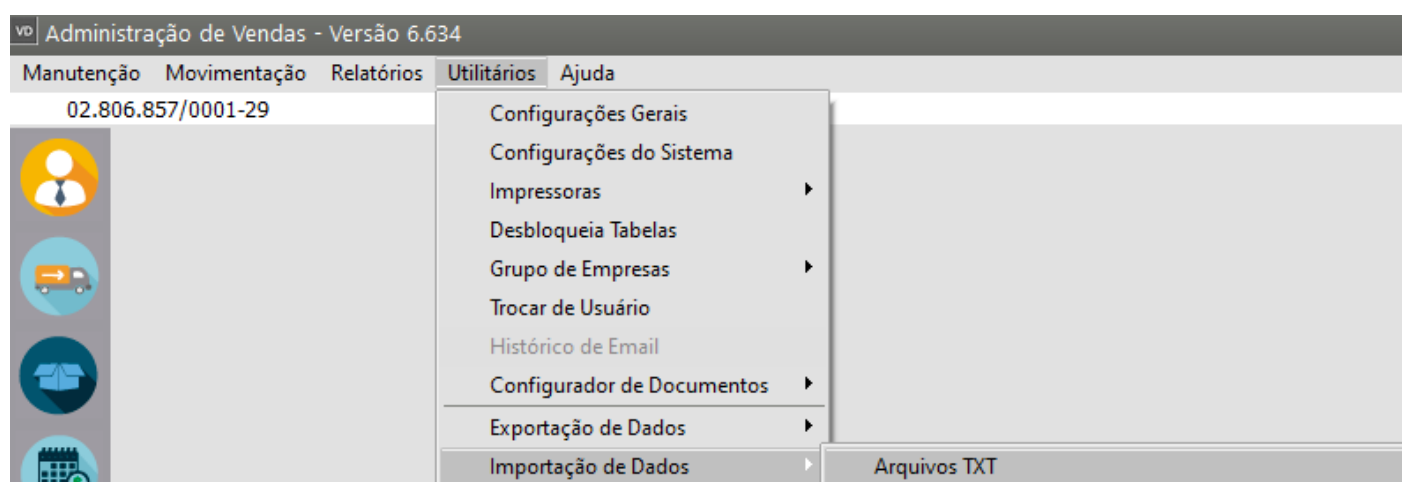 VD Administração de Vendas - Versão 6.634
Manutenção Movimentação Relatórios Utilitários Ajuda
02.806.857/0001-29
Configurações Gerais
Configurações do Sistema
Impressoras
Desbloqueia Tabelas
Grupo de Empresas
Trocar de Usuário
Histórico de Email
Configurador de Documentos
Exportação de Dados
Importação de Dados Arquivos TXT